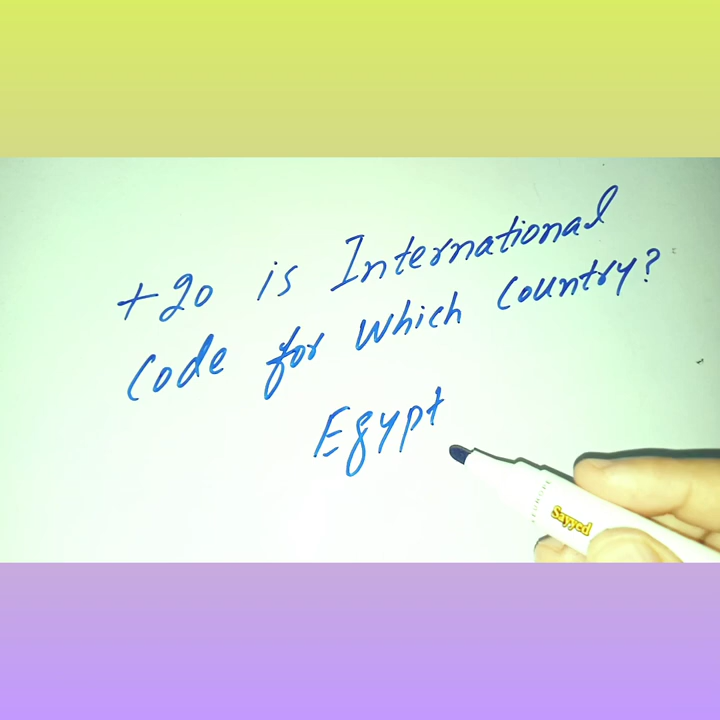 +20 is International
Code for which Country?
Egypt
Sayyed